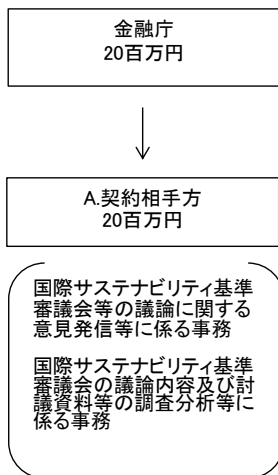 金融庁
20百万円
A.契約相手方
20百万円
国際サステナビリティ基準
審議会等の議論に関する
意見発信等に係る事務
国際サステナビリティ基準
審議会の議論内容及び討
議資料等の調査分析等に
係る事務